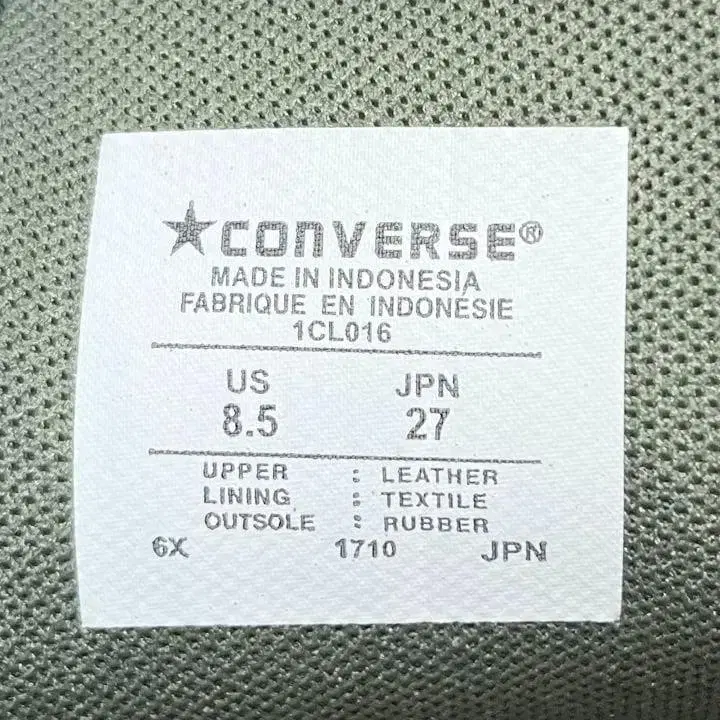 ★CONVERSE®
MADE IN INDONESIA
FABRIQUE EN INDONESIE
1CL016
US JPN
8.5 27
UPPER : LEATHER
LINING : TEXTILE
OUTSOLE : RUBBER
6X 1710 JPN